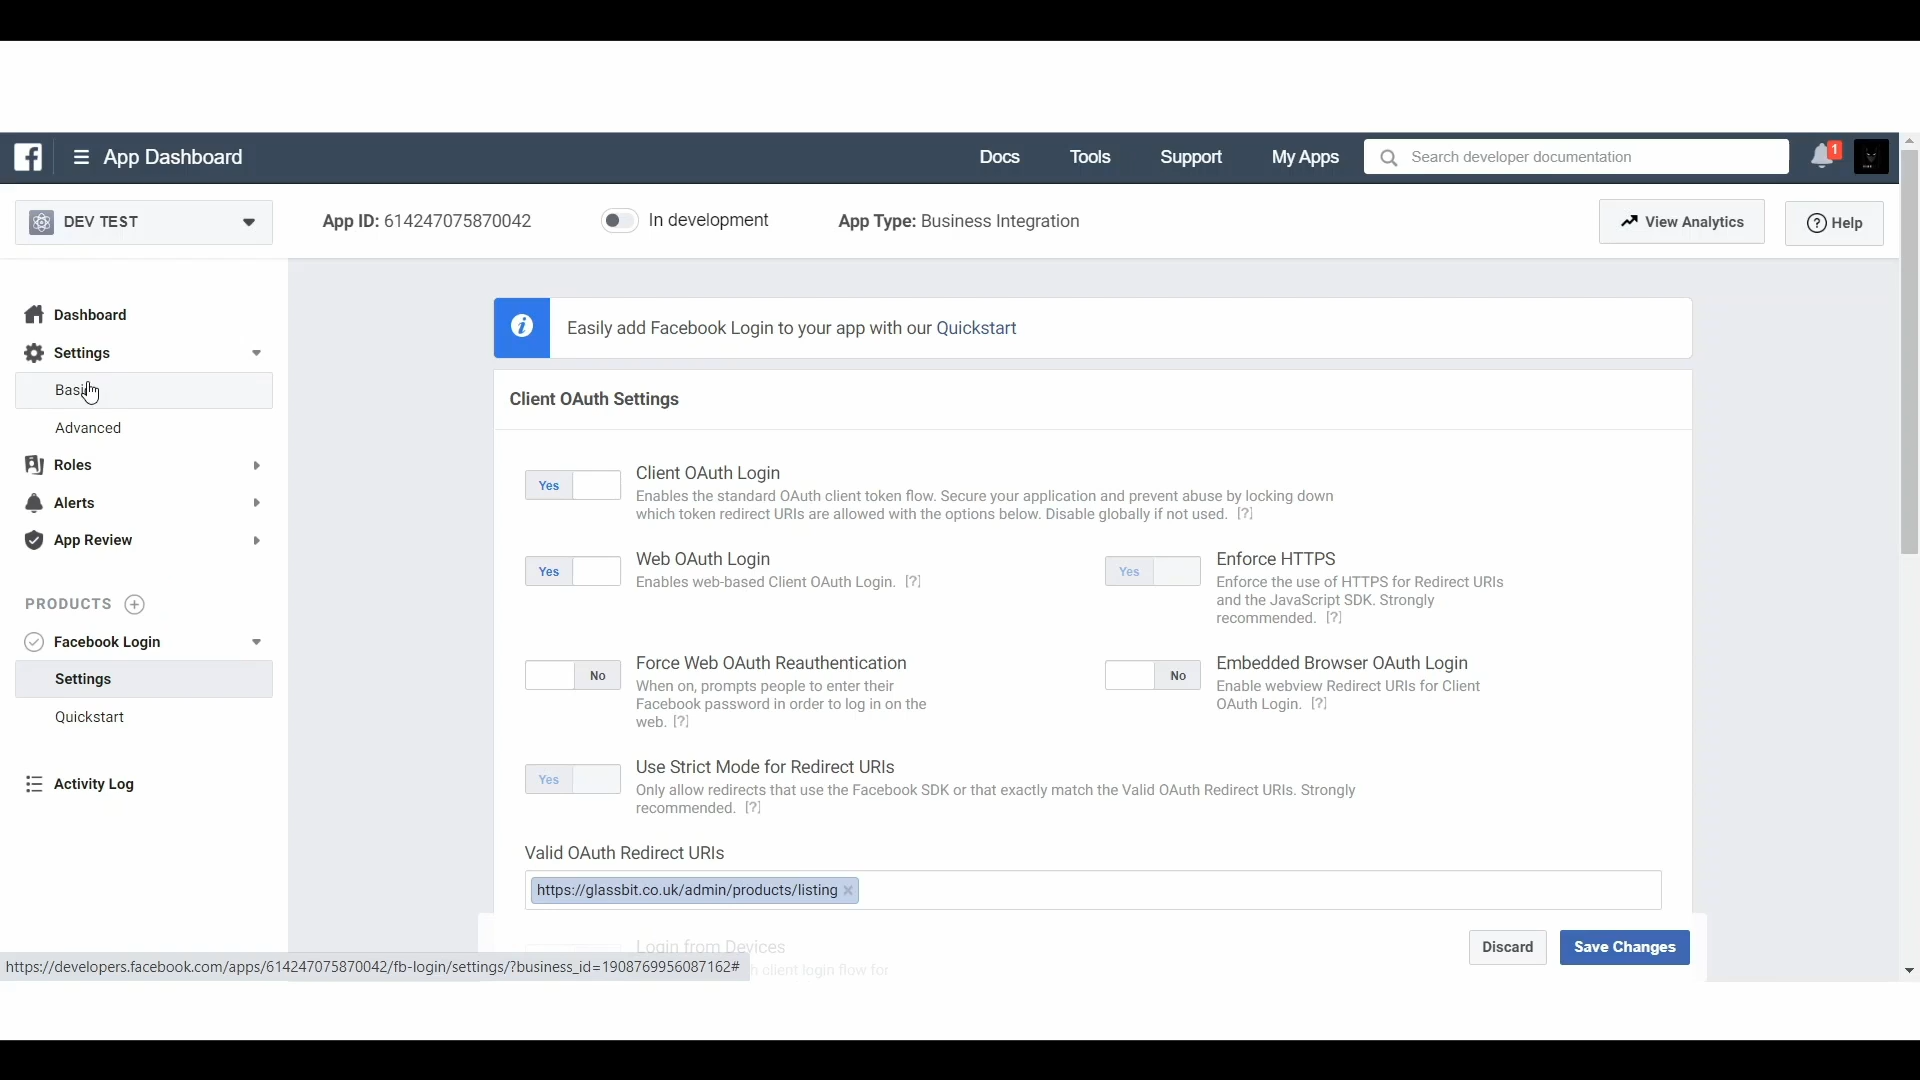 App Dashboard
Docs
Tools
Support
My Apps
Search developer documentation
1
DEV TEST
App ID: 614247075870042
In development
App Type: Business Integration
View Analytics
Help
Dashboard
Settings
Basic
Advanced
Roles
Alerts
App Review
PRODUCTS
Facebook Login
Settings
Quickstart
Activity Log
Easily add Facebook Login to your app with our Quickstart
Client OAuth Settings
Yes
Client OAuth Login
Enables the standard OAuth client token flow. Secure your application and prevent abuse by locking down
which token redirect URIs are allowed with the options below. Disable globally if not used. [?]
Yes
Web OAuth Login
Enables web-based Client OAuth Login. [?]
Yes
Enforce HTTPS
Enforce the use of HTTPS for Redirect URIs
and the JavaScript SDK. Strongly
recommended. [?]
No
Force Web OAuth Reauthentication
When on, prompts people to enter their
Facebook password in order to log in on the
web. [?]
No
Embedded Browser OAuth Login
Enable webview Redirect URIs for Client
OAuth Login. [?]
Yes
Use Strict Mode for Redirect URIs
Only allow redirects that use the Facebook SDK or that exactly match the Valid OAuth Redirect URIs. Strongly
recommended. [?]
Valid OAuth Redirect URIs
https://glassbit.co.uk/admin/products/listing
Login from Devices
client login flow for
Discard
Save Changes
https://developers.facebook.com/apps/614247075870042/fb-login/settings/?business_id=1908769956087162#